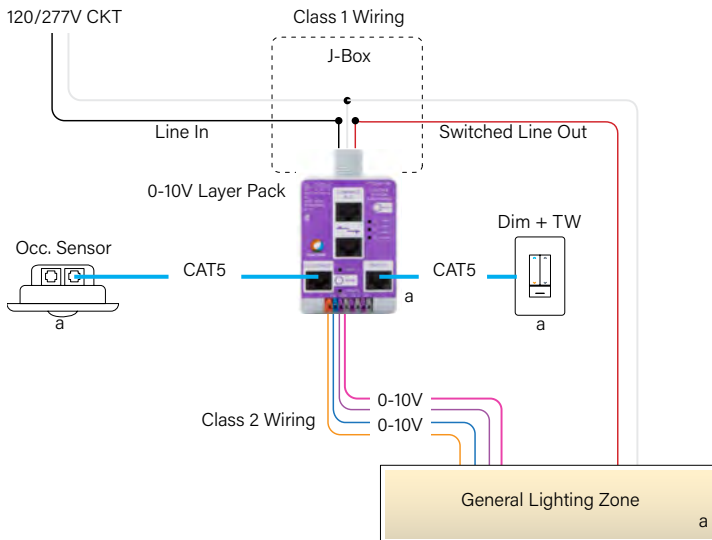 120/277V CKT
Class 1 Wiring
J-Box
Line In
Switched Line Out
0-10V Layer Pack
Dim + TW
Occ. Sensor
CAT5
CAT5
a
a
a
0-10V
Class 2 Wiring
0-10V
General Lighting Zone
a